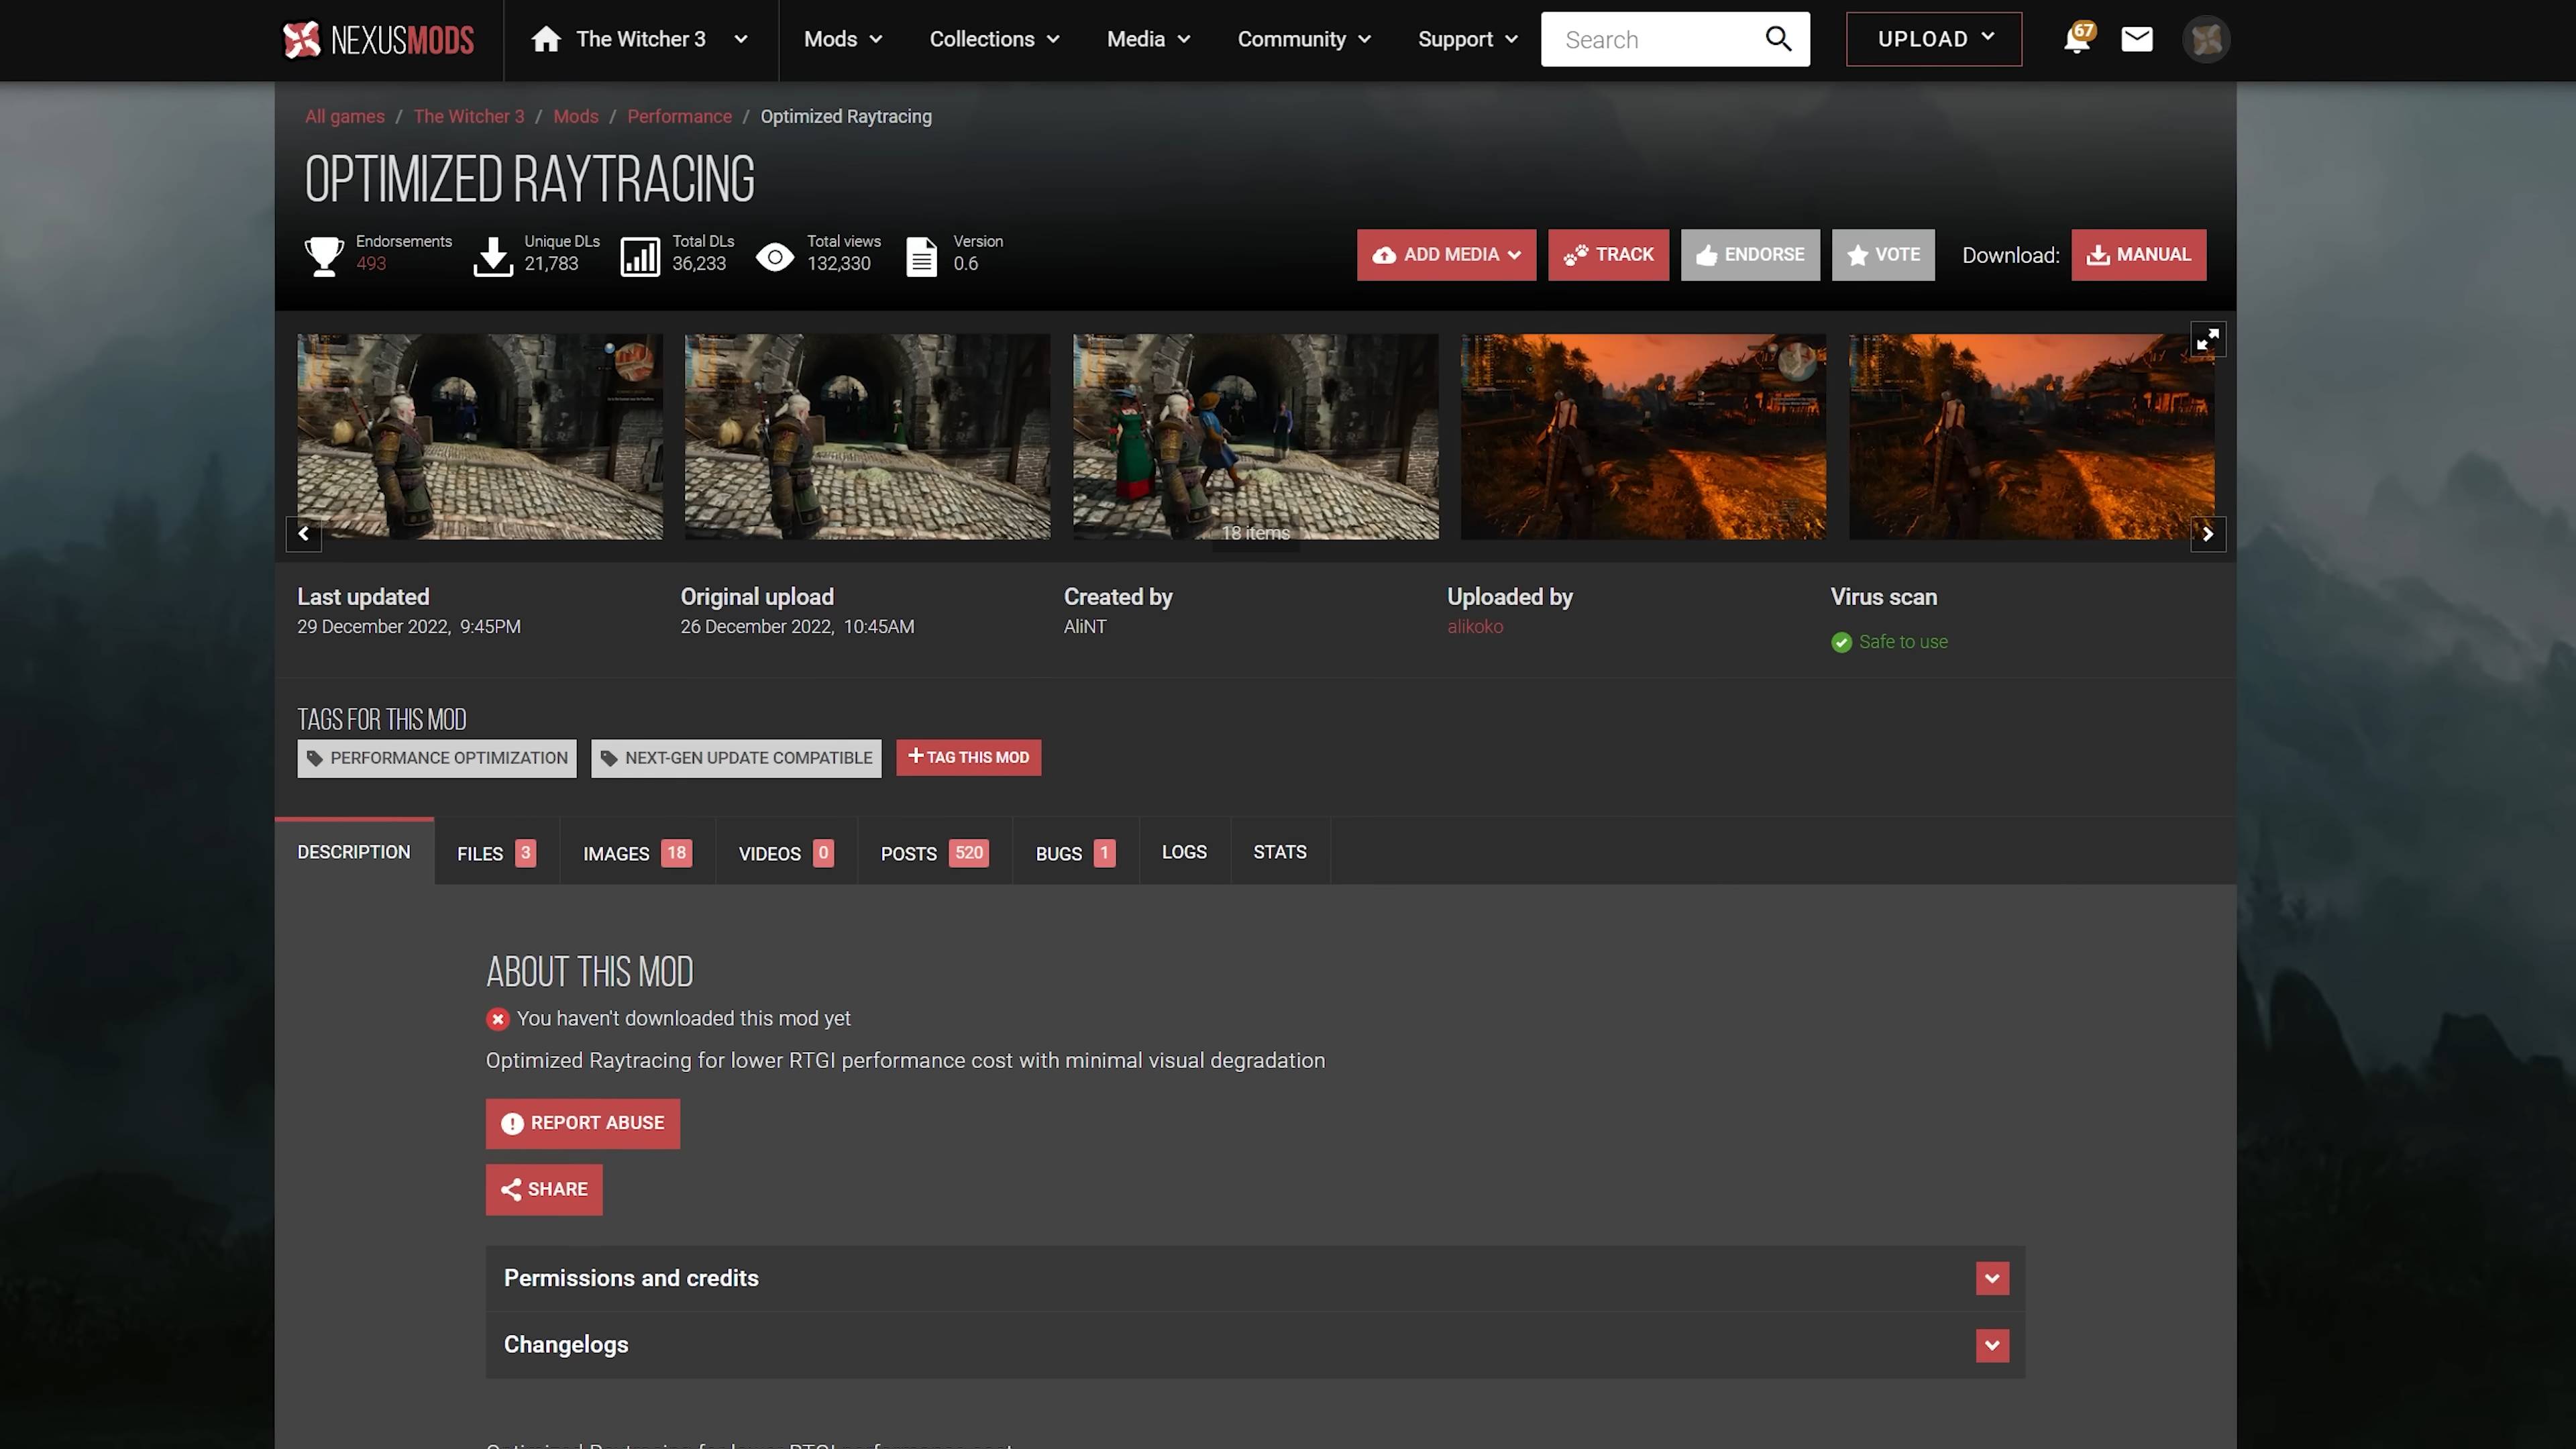 NEXUSMODS
The Witcher 3
Mods
Collections
Media
Community
Support
Search
UPLOAD
67
All games / The Witcher 3 / Mods / Performance / Optimized Raytracing
OPTIMIZED RAYTRACING
Endorsements
493
Unique DLs
21,783
Total DLs
36,233
Total views
132,330
Version
0.6
ADD MEDIA
TRACK
ENDORSE
VOTE
Download:
MANUAL
18 items
Last updated
29 December 2022, 9:45PM
Original upload
26 December 2022, 10:45AM
Created by
AliNT
Uploaded by
alikoko
Virus scan
Safe to use
TAGS FOR THIS MOD
PERFORMANCE OPTIMIZATION
NEXT-GEN UPDATE COMPATIBLE
+ TAG THIS MOD
DESCRIPTION
FILES 3
IMAGES 18
VIDEOS 0
POSTS 520
BUGS 1
LOGS
STATS
ABOUT THIS MOD
You haven't downloaded this mod yet
Optimized Raytracing for lower RTGI performance cost with minimal visual degradation
REPORT ABUSE
SHARE
Permissions and credits
Changelogs